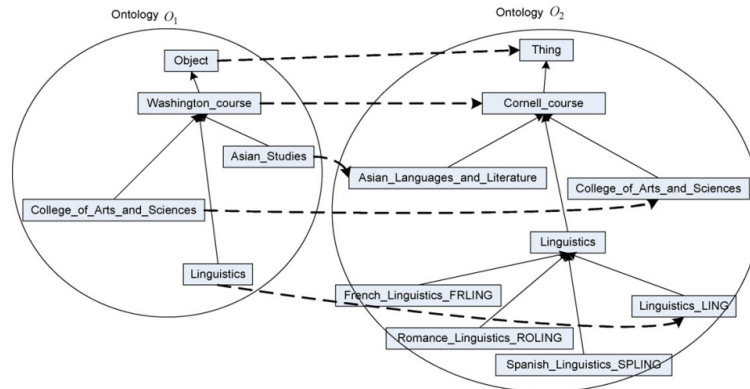 Ontology O1
Ontology O2
Object
Thing
Washington_course
Cornell_course
Asian_Studies
Asian_Languages_and_Literature
College_of_Arts_and_Sciences
College_of_Arts_and_Sciences
Linguistics
Linguistics
French_Linguistics_FRLING
Linguistics_LING
Romance_Linguistics_ROLING
Spanish_Linguistics_SPLING